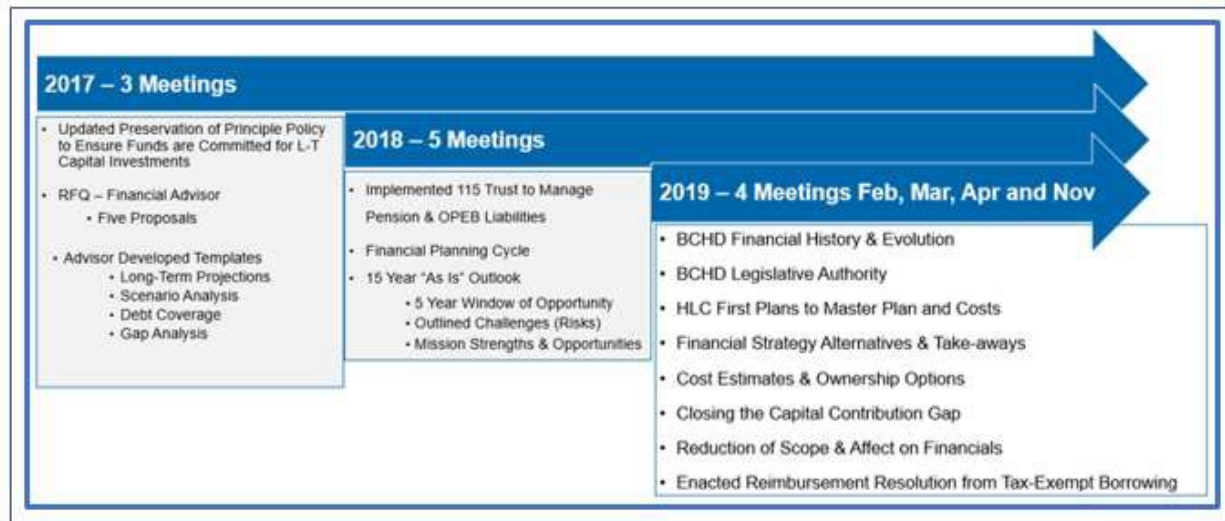 2017 – 3 Meetings
• Updated Preservation of Principle Policy
to Ensure Funds are Committed for L-T
Capital Investments
• RFQ – Financial Advisor
• Five Proposals
• Advisor Developed Templates
• Long-Term Projections
• Scenario Analysis
• Debt Coverage
• Gap Analysis
2018 – 5 Meetings
• Implemented 115 Trust to Manage
Pension & OPEB Liabilities
• Financial Planning Cycle
• 15 Year "As Is" Outlook
• 5 Year Window of Opportunity
• Outlined Challenges (Risks)
• Mission Strengths & Opportunities
2019 – 4 Meetings Feb, Mar, Apr and Nov
• BCHD Financial History & Evolution
• BCHD Legislative Authority
• HLC First Plans to Master Plan and Costs
• Financial Strategy Alternatives & Take-aways
• Cost Estimates & Ownership Options
• Closing the Capital Contribution Gap
• Reduction of Scope & Affect on Financials
• Enacted Reimbursement Resolution from Tax-Exempt Borrowing